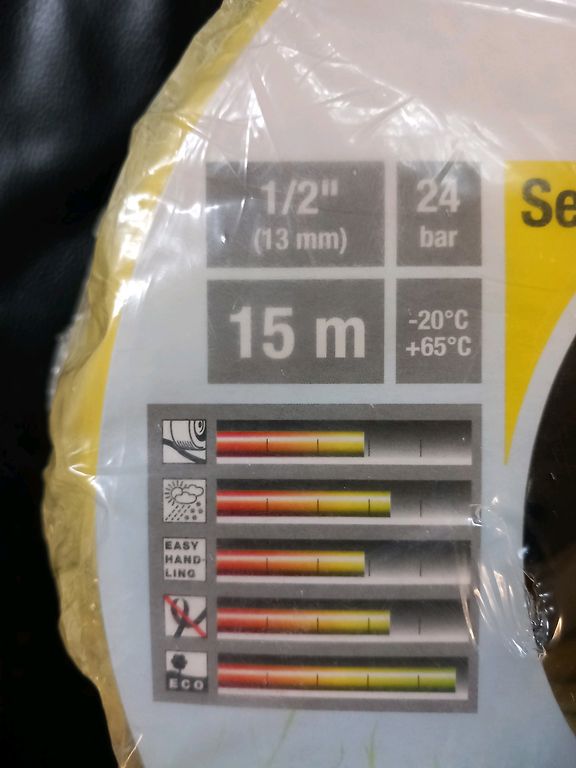 1/2"
(13 mm)
24
bar
Se
15 m
-20°C
+65°C
EASY
HAND-
LING
ECO